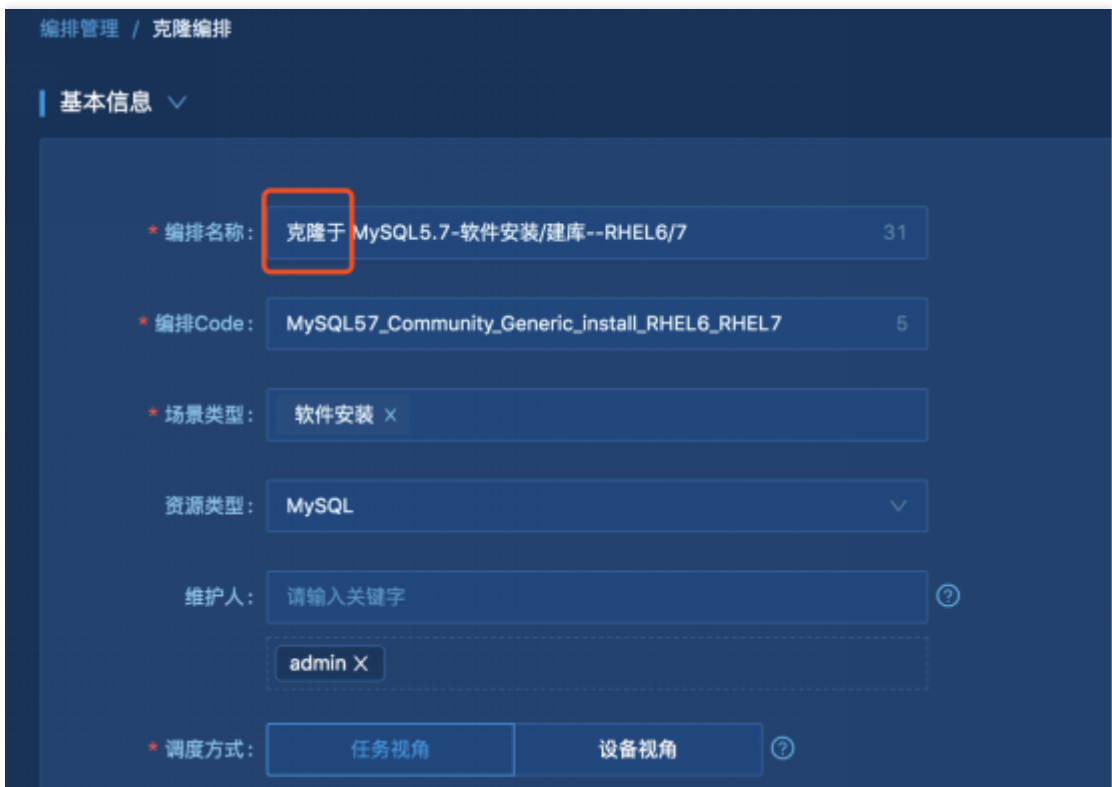 编排管理 / 克隆编排
基本信息
* 编排名称: 克隆于 MySQL5.7-软件安装/建库--RHEL6/7 31
* 编排Code: MySQL57_Community_Generic_install_RHEL6_RHEL7 5
* 场景类型: 软件安装 ×
资源类型: MySQL
维护人: 请输入关键字 ?
admin X
* 调度方式: 任务视角 设备视角 ?